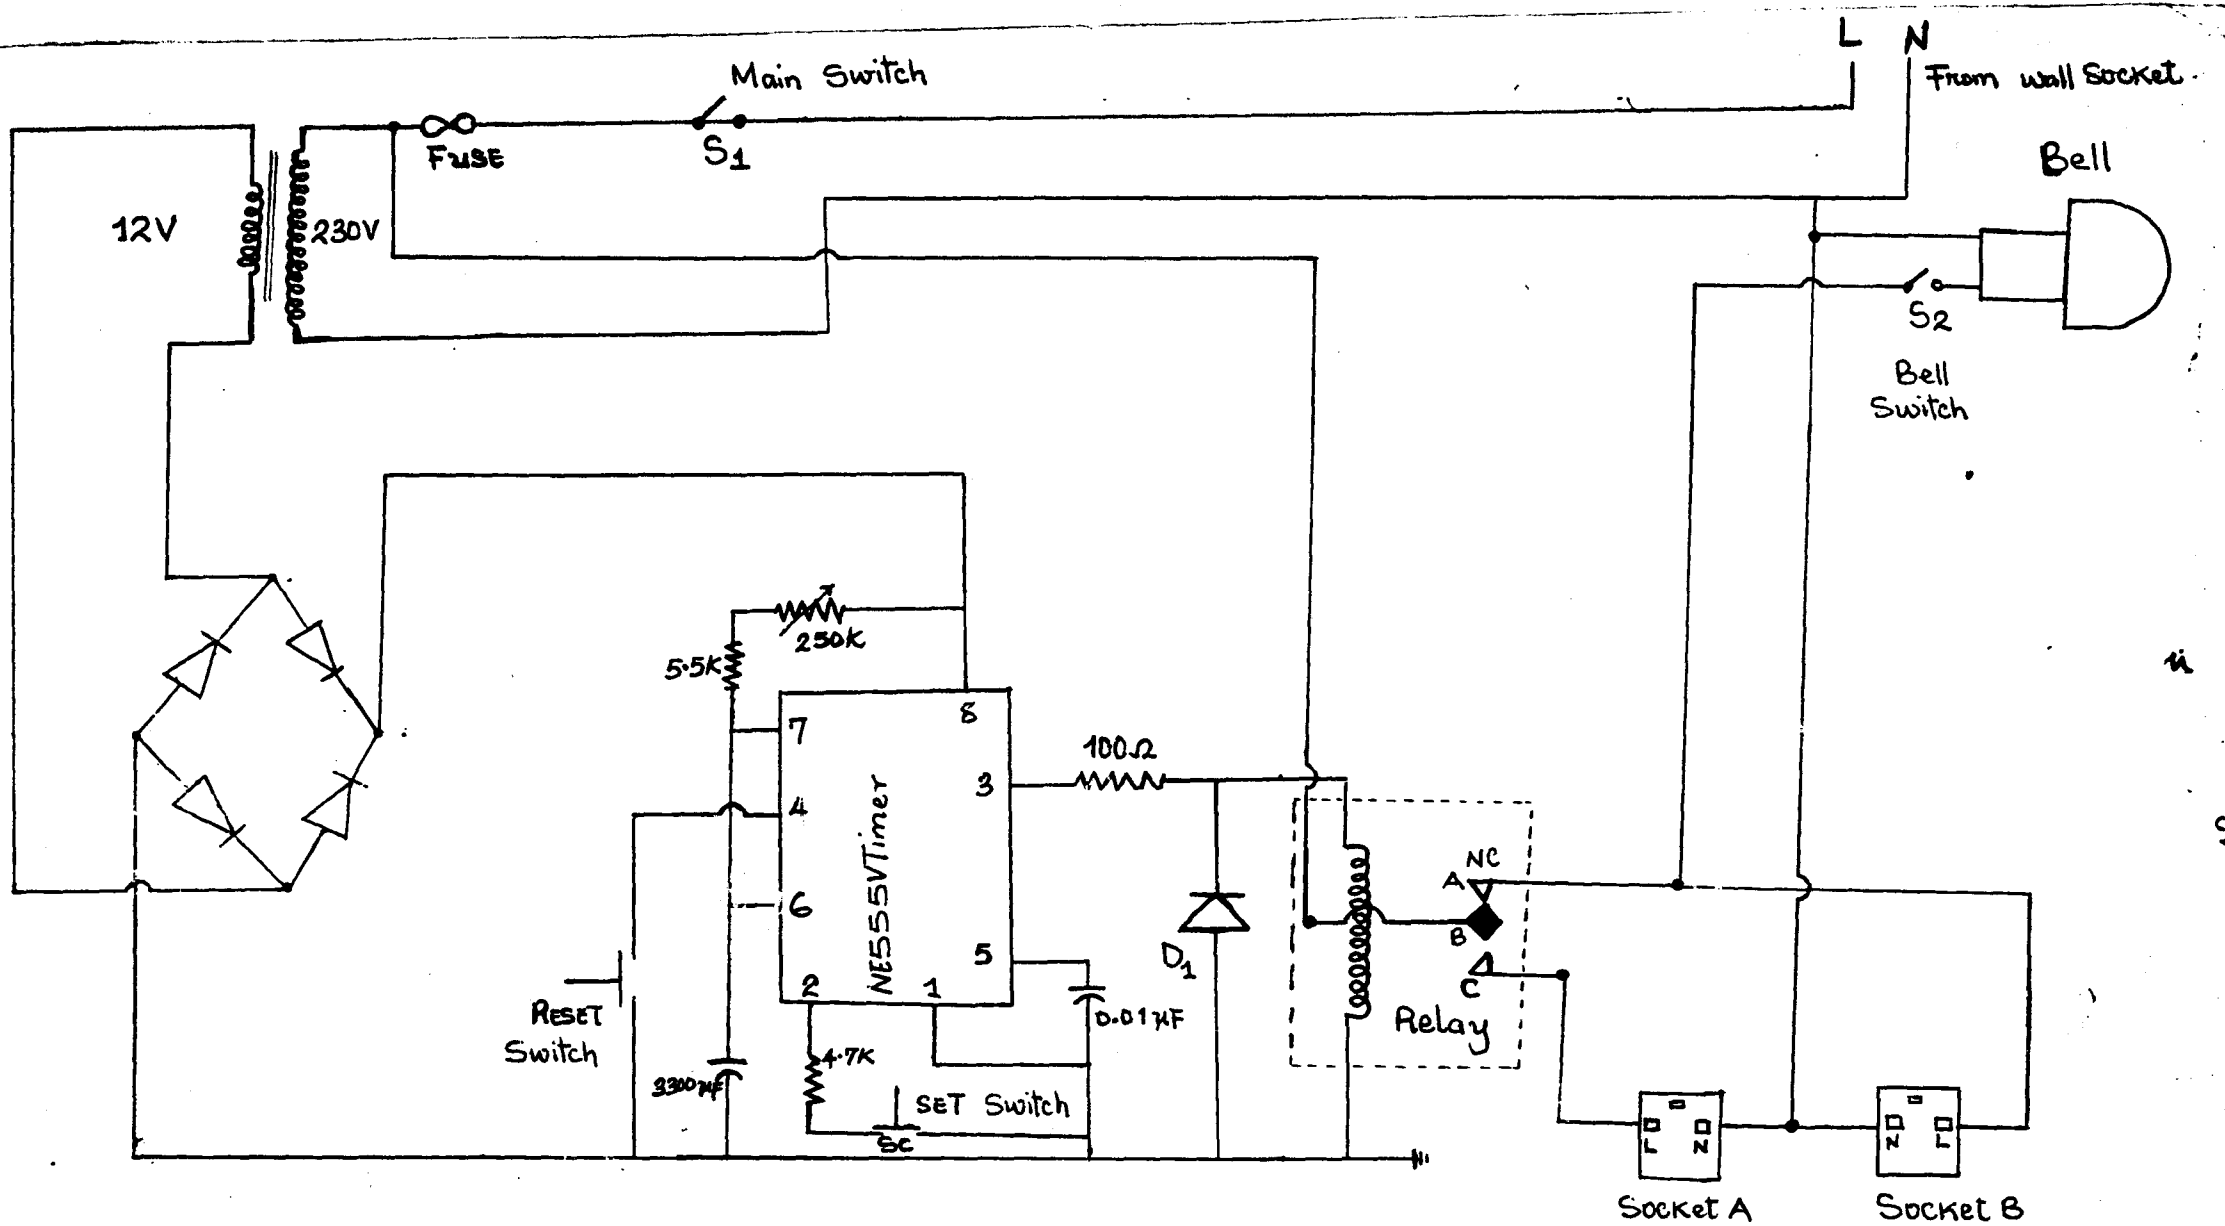 L N
From wall Socket
Main Switch
FUSE
S1
Bell
12V
230V
S2
Bell
Switch
250K
5.5K
8
7
100Ω
3
4
NE555VTimer
NC
A
6
B
5
D1
C
2
1
0.01µF
RESET
Switch
Relay
4.7K
3300µF
SET Switch
SC
L N
N L
Socket A
Socket B